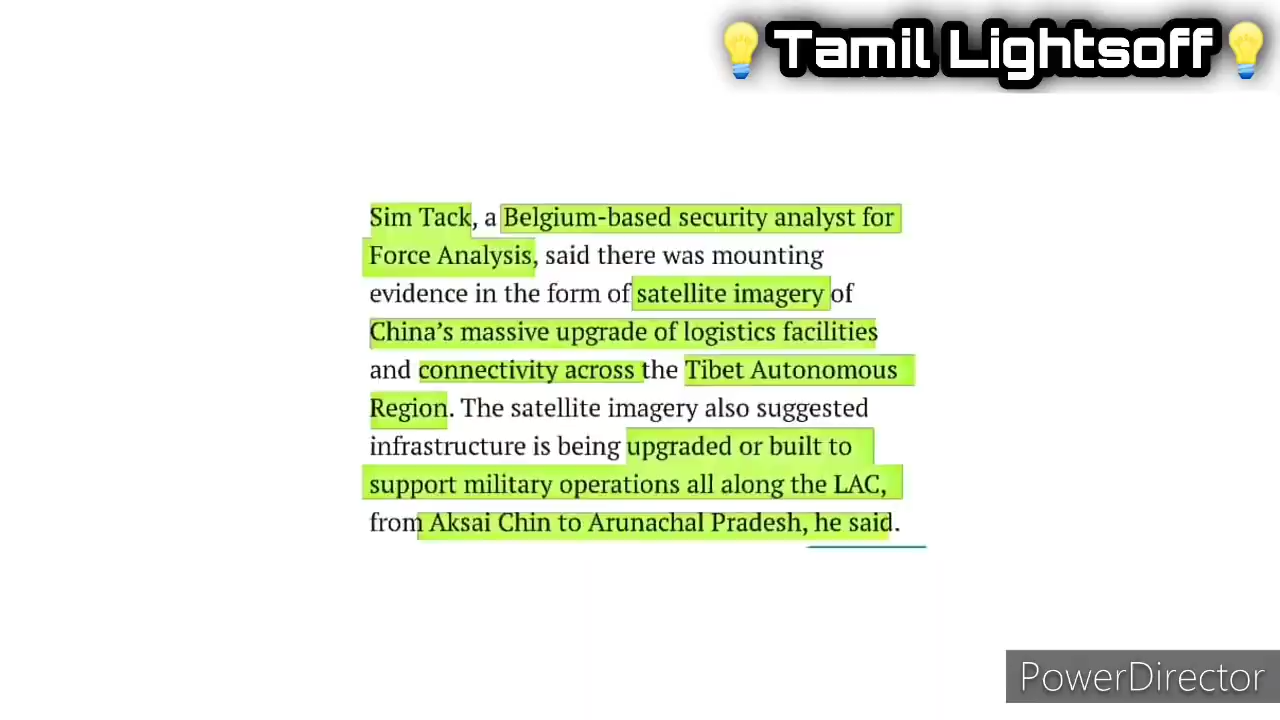 Tamil Lightsoff
Sim Tack, a Belgium-based security analyst for
Force Analysis, said there was mounting
evidence in the form of satellite imagery of
China’s massive upgrade of logistics facilities
and connectivity across the Tibet Autonomous
Region. The satellite imagery also suggested
infrastructure is being upgraded or built to
support military operations all along the LAC,
from Aksai Chin to Arunachal Pradesh, he said.
PowerDirector